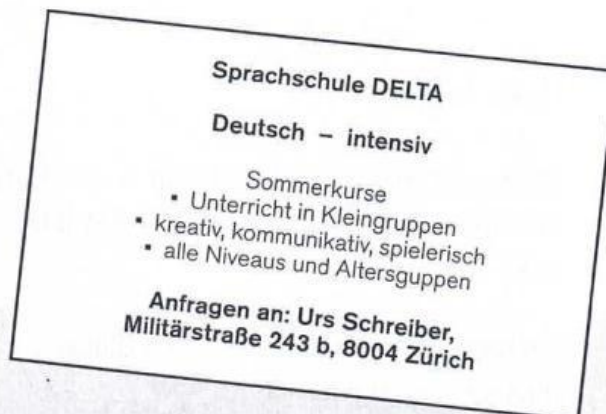 Sprachschule DELTA
Deutsch – intensiv
Sommerkurse
▪ Unterricht in Kleingruppen
▪ kreativ, kommunikativ, spielerisch
▪ alle Niveaus und Altersguppen
Anfragen an: Urs Schreiber,
Militärstraße 243 b, 8004 Zürich